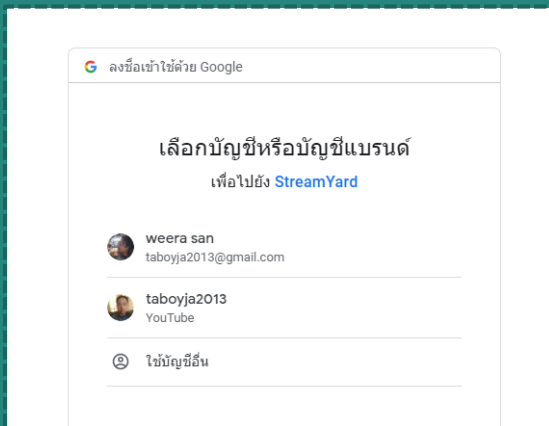 ลงชื่อเข้าใช้ด้วย Google
เลือกบัญชีหรือบัญชีแบรนด์
เพื่อไปยัง StreamYard
weera san
taboyja2013@gmail.com
taboyja2013
YouTube
ใช้บัญชีอื่น